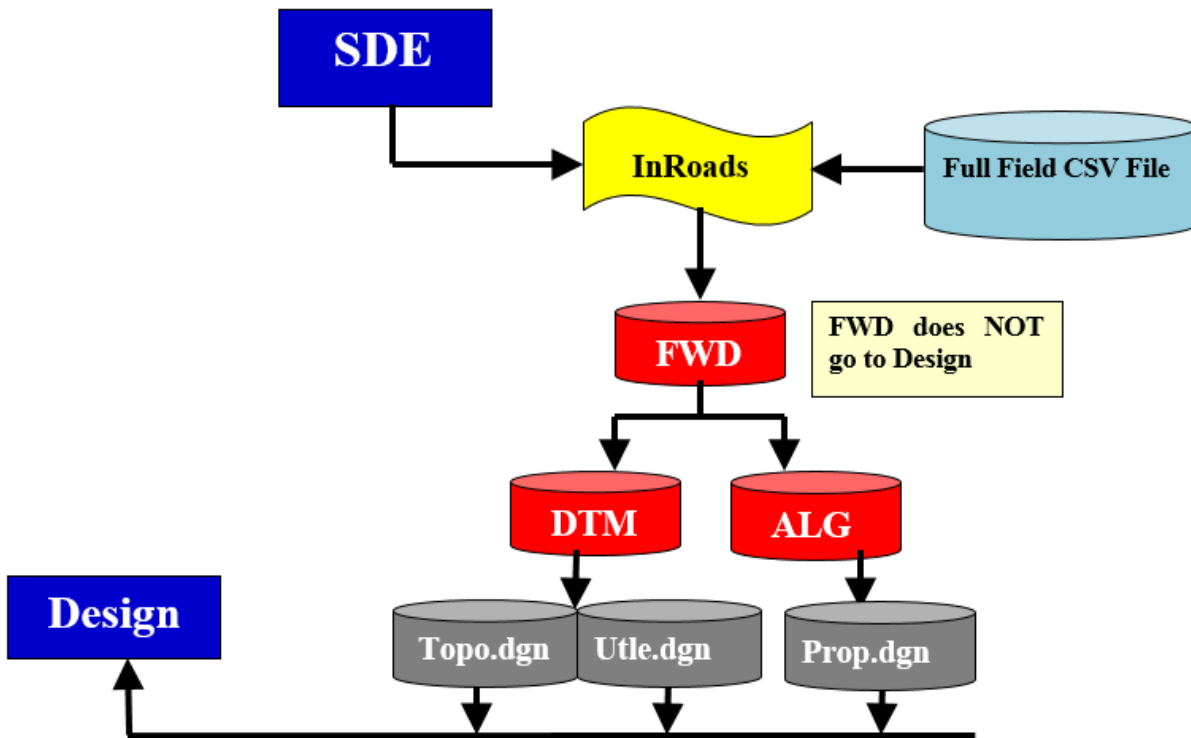 SDE
InRoads
Full Field CSV File
FWD
FWD does NOT
go to Design
DTM
ALG
Design
Topo.dgn
Utle.dgn
Prop.dgn